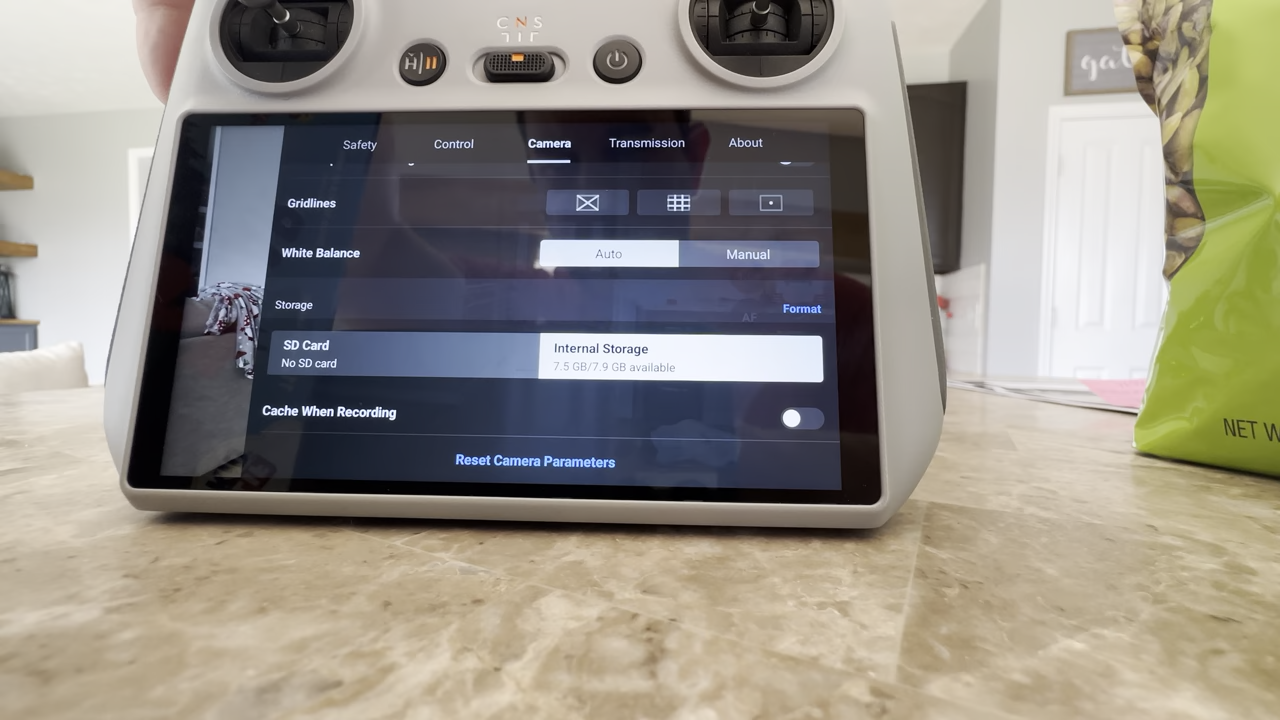 C N S
Safety Control Camera Transmission About
Gridlines
White Balance Auto Manual
Storage Format
AF
SD Card
No SD card
Internal Storage
7.5 GB/7.9 GB available
Cache When Recording
Reset Camera Parameters
NET